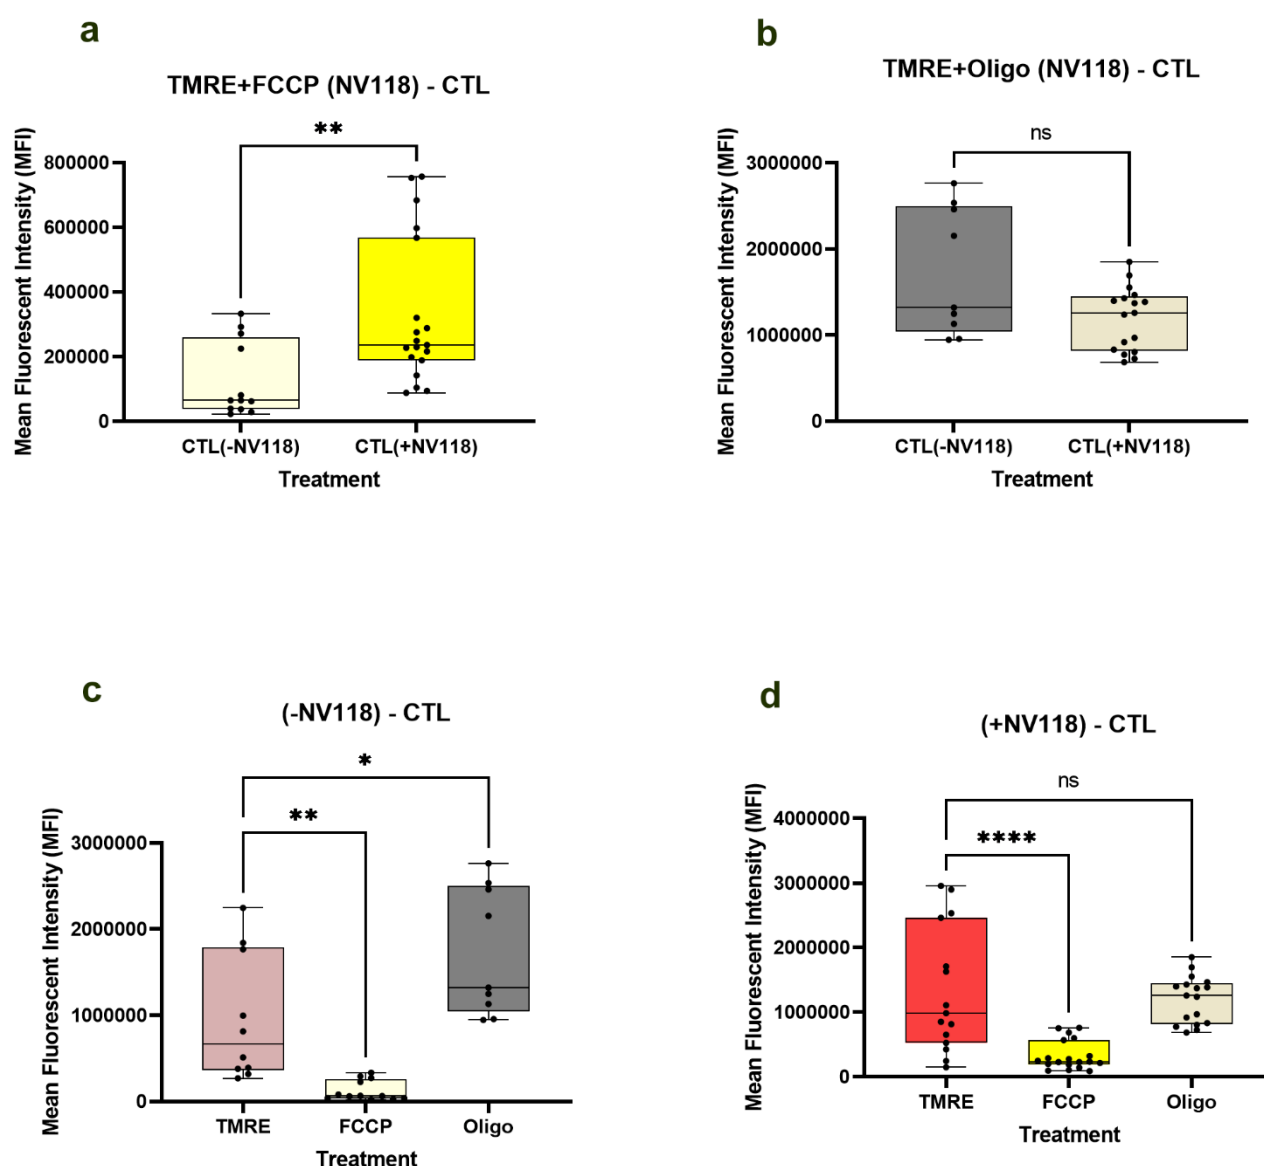 a
TMRE+FCCP (NV118) - CTL
**
Mean Fluorescent Intensity (MFI)
800000
600000
400000
200000
0
CTL(-NV118) CTL(+NV118)
Treatment
b
TMRE+Oligo (NV118) - CTL
ns
Mean Fluorescent Intensity (MFI)
3000000
2000000
1000000
0
CTL(-NV118) CTL(+NV118)
Treatment
c
(-NV118) - CTL
*
**
Mean Fluorescent Intensity (MFI)
3000000
2000000
1000000
0
TMRE FCCP Oligo
Treatment
d
(+NV118) - CTL
ns
****
Mean Fluorescent Intensity (MFI)
4000000
3000000
2000000
1000000
0
TMRE FCCP Oligo
Treatment